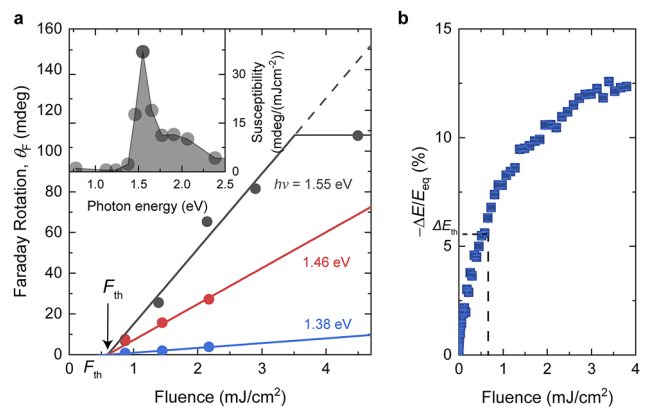 a
160
140
120
100
80
60
40
20
0
Faraday Rotation, θF (mdeg)
0
1
2
3
4
Fluence (mJ/cm²)
Fth
Fth
hν = 1.55 eV
1.46 eV
1.38 eV
Susceptibility
(mdeg/(mJcm⁻²))
36
24
12
0
1.0
1.5
2.0
2.5
Photon energy (eV)
b
15
10
5
0
-ΔE/Eeq (%)
ΔEth
0
1
2
3
4
Fluence (mJ/cm²)